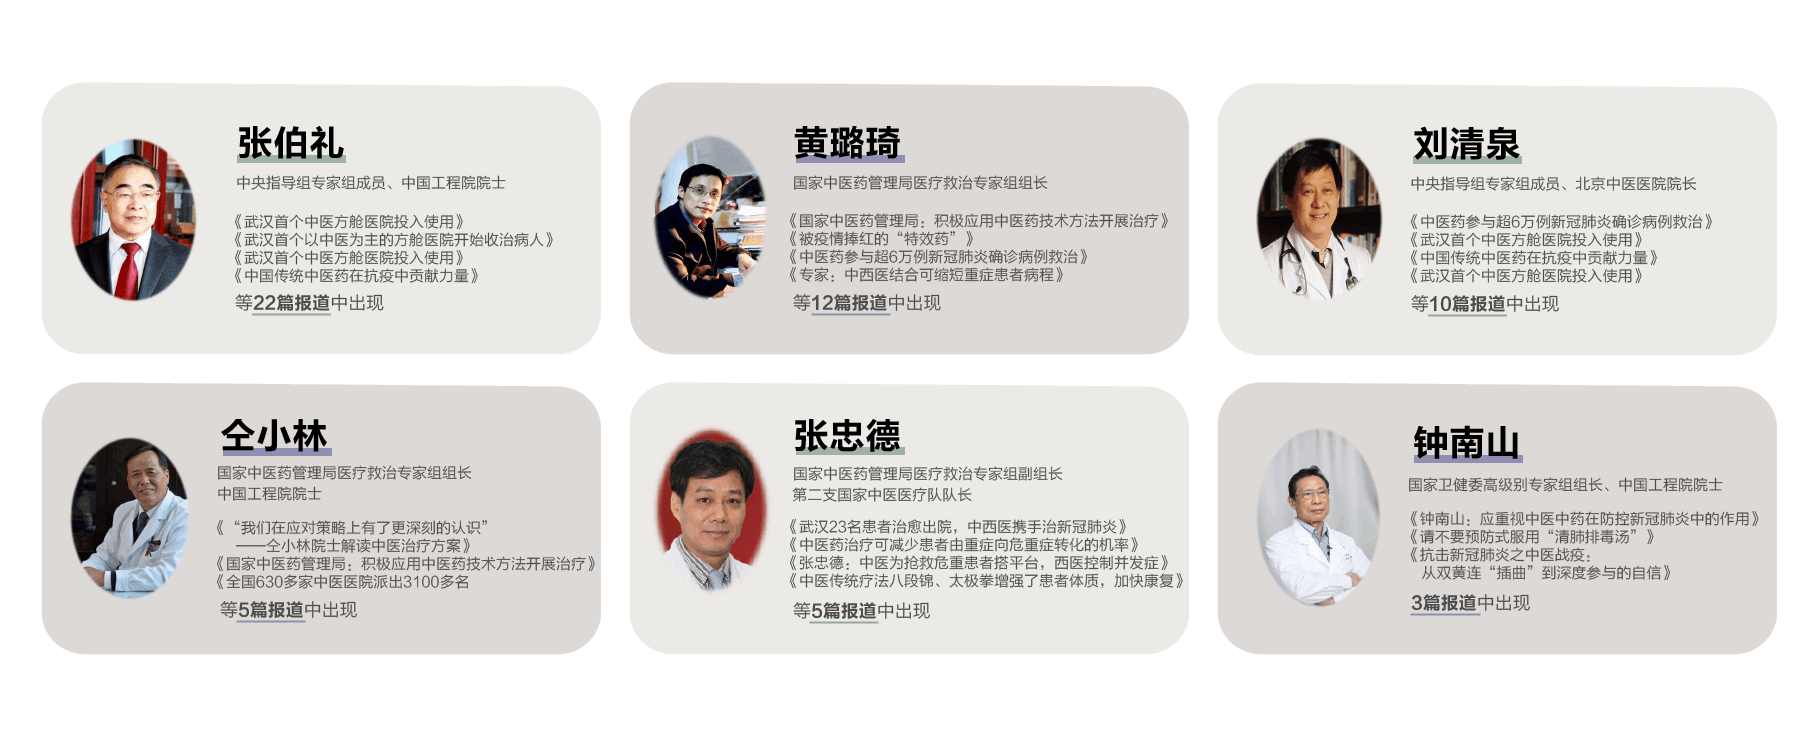 张伯礼
中央指导组专家组成员、中国工程院院士
《武汉首个中医方舱医院投入使用》
《武汉首个以中医为主的方舱医院开始收治病人》
《武汉首个中医方舱医院投入使用》
《中国传统中医药在抗疫中贡献力量》
等22篇报道中出现
黄璐琦
国家中医药管理局医疗救治专家组组长
《国家中医药管理局：积极应用中医药技术方法开展治疗》
《被疫情捧红的“特效药”》
《中医药参与超6万例新冠肺炎确诊病例救治》
《专家：中西医结合可缩短重症患者病程》
等12篇报道中出现
刘清泉
中央指导组专家组成员、北京中医医院院长
《中医药参与超6万例新冠肺炎确诊病例救治》
《武汉首个中医方舱医院投入使用》
《中国传统中医药在抗疫中贡献力量》
《武汉首个中医方舱医院投入使用》
等10篇报道中出现
仝小林
国家中医药管理局医疗救治专家组组长
中国工程院院士
《“我们在应对策略上有了更深刻的认识”
——仝小林院士解读中医治疗方案》
《国家中医药管理局：积极应用中医药技术方法开展治疗》
《全国630多家中医医院派出3100多名
等5篇报道中出现
张忠德
国家中医药管理局医疗救治专家组副组长
第二支国家中医医疗队队长
《武汉23名患者治愈出院，中西医携手治新冠肺炎》
《中医药治疗可减少患者由重症向危重症转化的机率》
《张忠德：中医为抢救危重患者搭平台，西医控制并发症》
《中医传统疗法八段锦、太极拳增强了患者体质，加快康复》
等5篇报道中出现
钟南山
国家卫健委高级别专家组组长、中国工程院院士
《钟南山：应重视中医中药在防控新冠肺炎中的作用》
《请不要预防式服用“清肺排毒汤”》
《抗击新冠肺炎之中医战疫：
从双黄连“插曲”到深度参与的自信》
3篇报道中出现